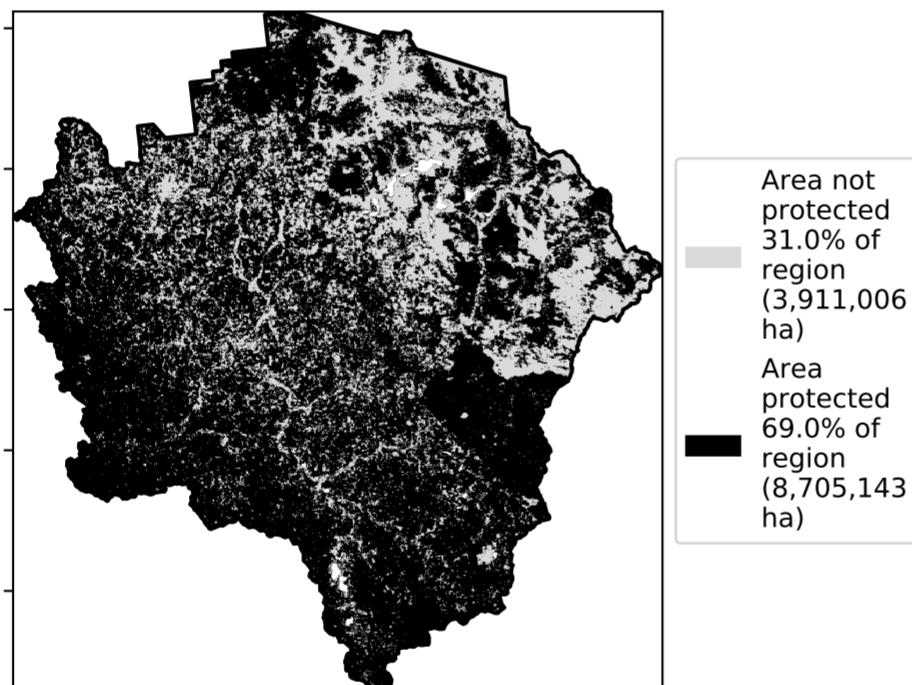 Area not
protected
31.0% of
region
(3,911,006
ha)
Area
protected
69.0% of
region
(8,705,143
ha)